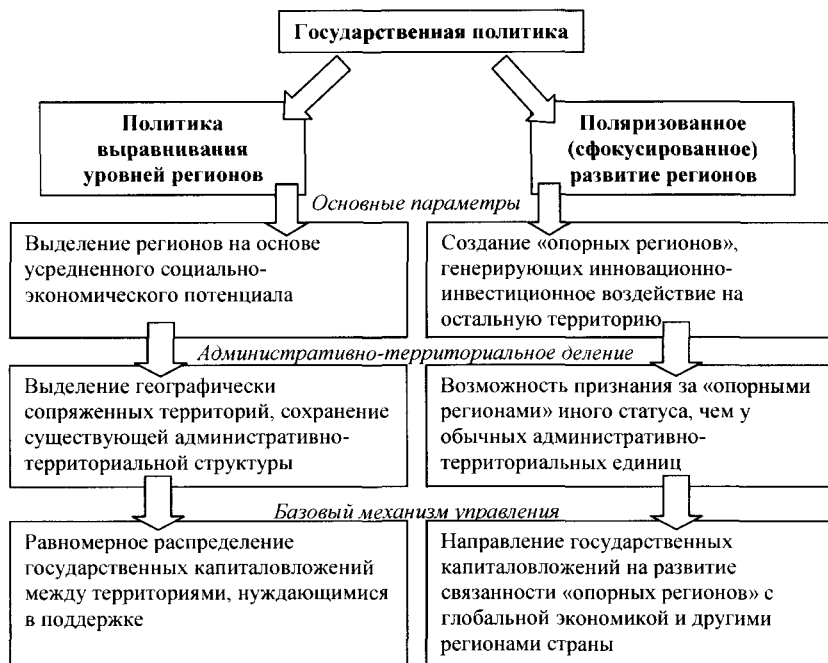 Государственная политика
Политика
выравнивания
уровней регионов
Поляризованное
(сфокусированное)
развитие регионов
Основные параметры
Выделение регионов на основе
усредненного социально-
экономического потенциала
Создание «опорных регионов»,
генерирующих инновационно-
инвестиционное воздействие на
остальную территорию
Административно-территориальное деление
Выделение географически
сопряженных территорий, сохранение
существующей административно-
территориальной структуры
Возможность признания за «опорными
регионами» иного статуса, чем у
обычных административно-
территориальных единиц
Базовый механизм управления
Равномерное распределение
государственных капиталовложений
между территориями, нуждающимися
в поддержке
Направление государственных
капиталовложений на развитие
связанности «опорных регионов» с
глобальной экономикой и другими
регионами страны